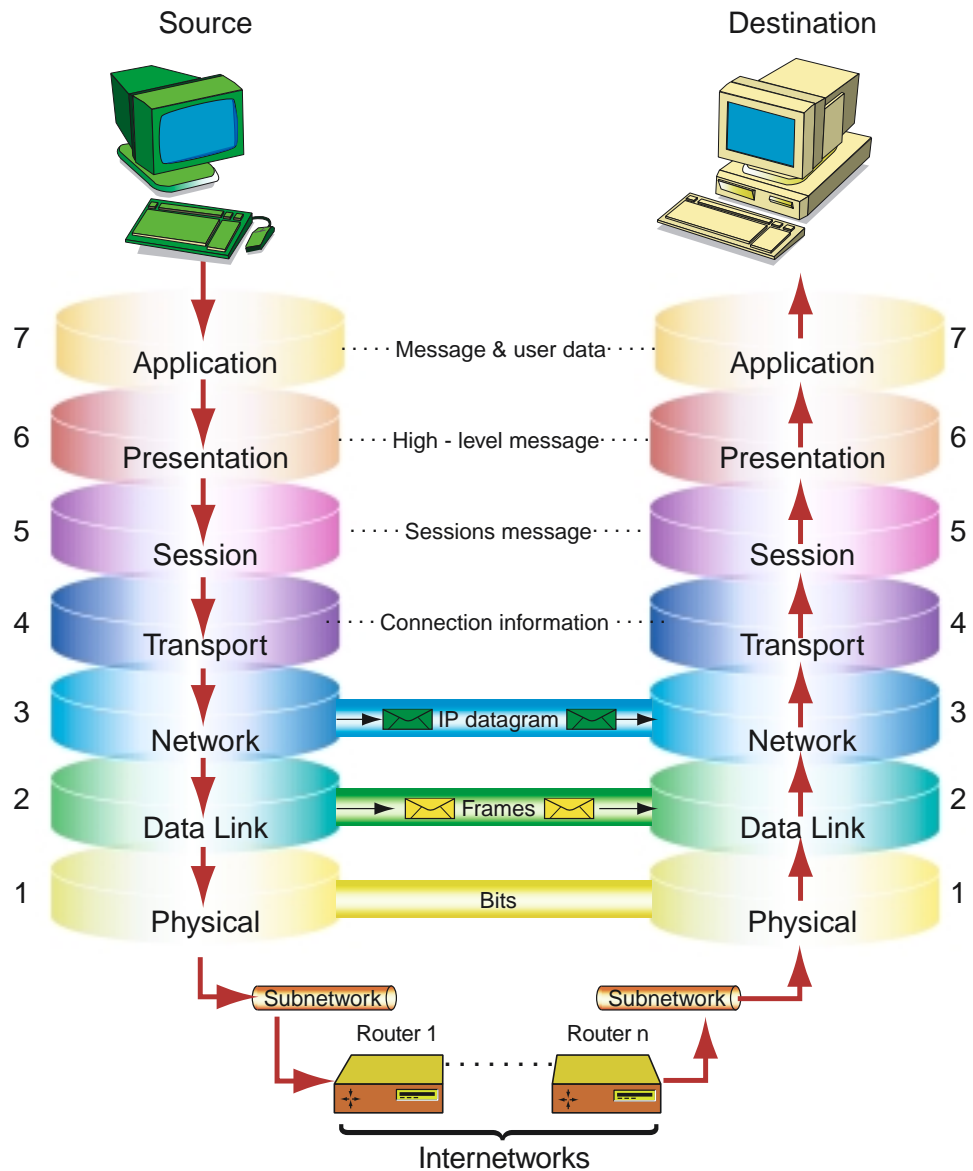 Source Destination
7 Application Message & user data Application 7
6 Presentation High - level message Presentation 6
5 Session Sessions message Session 5
4 Transport Connection information Transport 4
3 Network IP datagram Network 3
2 Data Link Frames Data Link 2
1 Physical Bits Physical 1
Subnetwork Subnetwork
Router 1 Router n
Internetworks